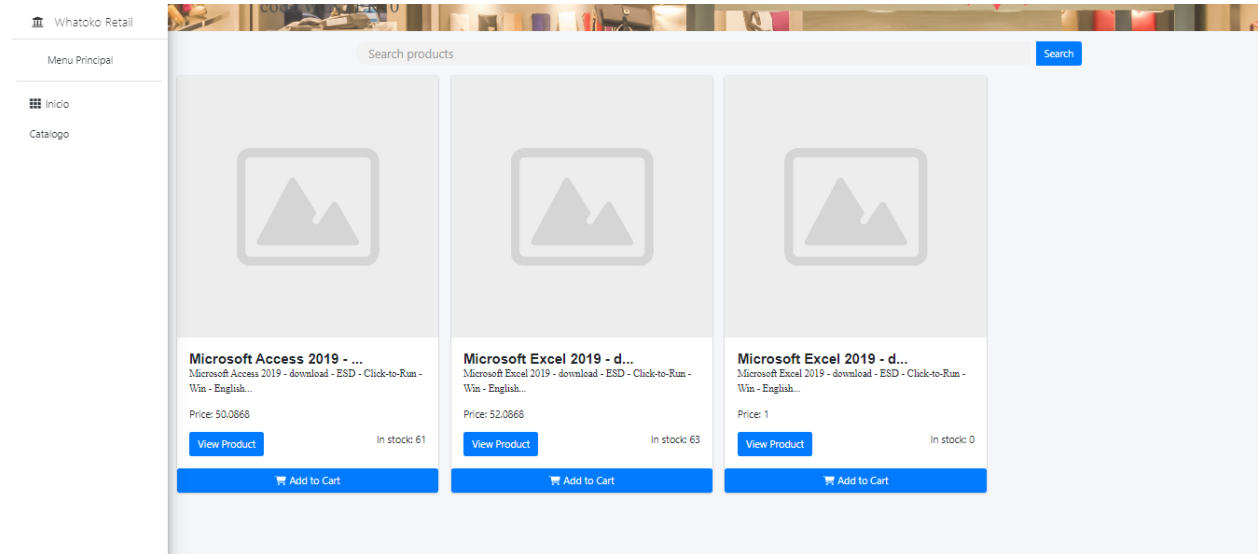 Whatoko Retail
Menu Principal
Inicio
Catalogo
Search products
Search
Microsoft Access 2019 - ...
Microsoft Access 2019 - download - ESD - Click-to-Run -
Win - English...
Price: 50.0868
View Product
In stock: 61
Add to Cart
Microsoft Excel 2019 - d...
Microsoft Excel 2019 - download - ESD - Click-to-Run -
Win - English...
Price: 52.0868
View Product
In stock: 63
Add to Cart
Microsoft Excel 2019 - d...
Microsoft Excel 2019 - download - ESD - Click-to-Run -
Win - English...
Price: 1
View Product
In stock: 0
Add to Cart